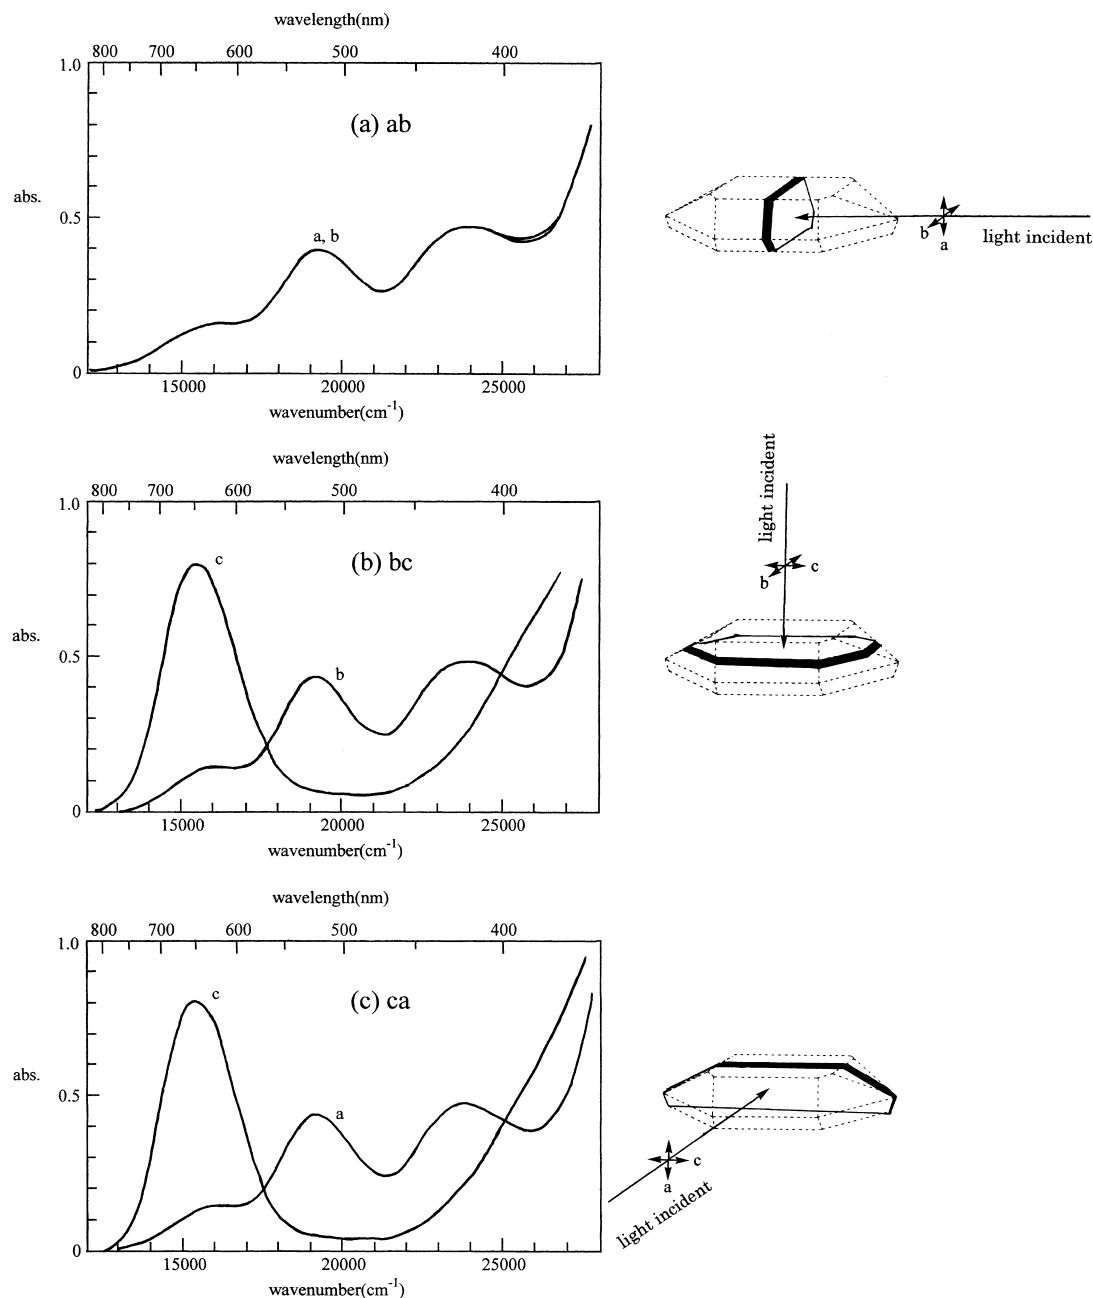 wavelength(nm)
800 700 600 500 400
1.0
(a) ab
abs.
a, b
0.5
b
a
light incident
0
15000 20000 25000
wavenumber(cm-1)
wavelength(nm)
800 700 600 500 400
1.0
light incident
c
(b) bc
c
b
abs.
0.5
b
0
15000 20000 25000
wavenumber(cm-1)
wavelength(nm)
800 700 600 500 400
1.0
c
(c) ca
abs.
0.5
a
c
a
light incident
0
15000 20000 25000
wavenumber(cm-1)